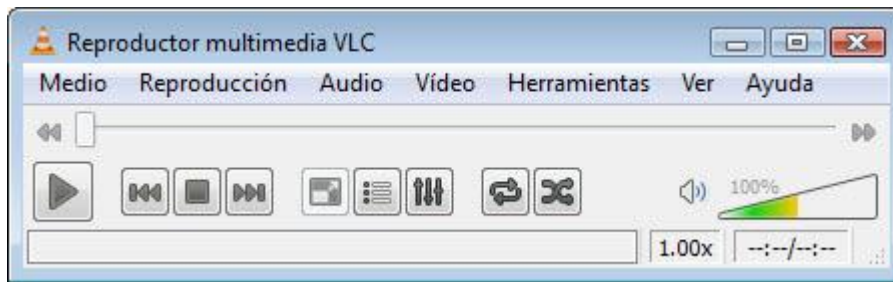 Reproductor multimedia VLC
Medio Reproducción Audio Vídeo Herramientas Ver Ayuda
100%
1.00x --:--/--:--